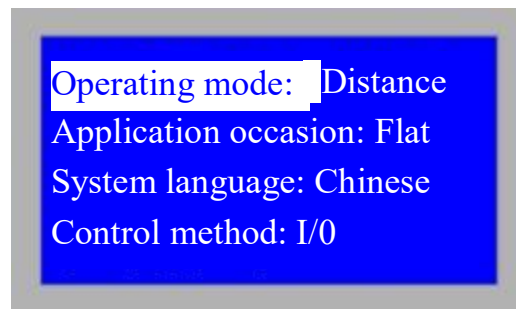 Operating mode: Distance
Application occasion: Flat
System language: Chinese
Control method: I/0